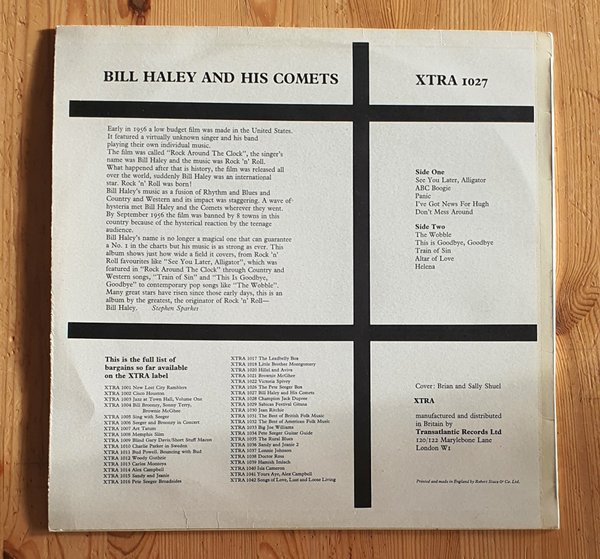 BILL HALEY AND HIS COMETS
XTRA 1027
Early in 1956 a low budget film was made in the United States.
It featured a virtually unknown singer and his band
playing their own individual music.
The film was called "Rock Around The Clock", the singer's
name was Bill Haley and the music was Rock 'n' Roll.
What happened after that is history, the film was released all
over the world, suddenly Bill Haley was an international
star. Rock 'n' Roll was born!
Bill Haley's music as a fusion of Rhythm and Blues and
Country and Western and its impact was staggering. A wave of
hysteria met Bill Haley and the Comets wherever they went.
By September 1956 the film was banned by 8 towns in this
country because of the hysterical reaction by the teenage
audience.
Bill Haley's name is no longer a magical one that can guarantee
a No. 1 in the charts but his music is as strong as ever. This
album shows just how wide a field it covers, from Rock 'n'
Roll favourites like "See You Later, Alligator", which was
featured in "Rock Around The Clock" through Country and
Western songs, "Train of Sin" and "This Is Goodbye,
Goodbye" to contemporary pop songs like "The Wobble".
Many great stars have risen since those early days, this is an
album by the greatest, the originator of Rock 'n' Roll—
Bill Haley. Stephen Sparkes
Side One
See You Later, Alligator
ABC Boogie
Panic
I've Got News For Hugh
Don't Mess Around
Side Two
The Wobble
This is Goodbye, Goodbye
Train of Sin
Altar of Love
Helena
This is the full list of
bargains so far available
on the XTRA label
XTRA 1001 New Lost City Ramblers
XTRA 1002 Cisco Houston
XTRA 1003 Jazz at Town Hall, Volume One
XTRA 1004 Bill Broonzy, Sonny Terry,
Brownie McGhee
XTRA 1005 Sing with Seeger
XTRA 1006 Seeger and Broonzy in Concert
XTRA 1007 Art Tatum
XTRA 1008 Memphis Slim
XTRA 1009 Blind Gary Davis/Short Stuff Macon
XTRA 1010 Charlie Parker in Sweden
XTRA 1011 Bud Powell. Bouncing with Bud
XTRA 1012 Woody Guthrie
XTRA 1013 Carlos Montoya
XTRA 1014 Alex Campbell
XTRA 1015 Sandy and Jeanie
XTRA 1016 Pete Seeger Broadsides
XTRA 1017 The Leadbelly Box
XTRA 1018 Little Brother Montgomery
XTRA 1020 Hillel and Aviva
XTRA 1021 Brownie McGhee
XTRA 1022 Victoria Spivey
XTRA 1026 The Pete Seeger Box
XTRA 1027 Bill Haley and His Comets
XTRA 1028 Champion Jack Dupree
XTRA 1029 Sabicas Festival Gitana
XTRA 1030 Jean Ritchie
XTRA 1031 The Best of British Folk Music
XTRA 1032 The Best of American Folk Music
XTRA 1033 Big Joe Williams
XTRA 1034 Pete Seeger Guitar Guide
XTRA 1035 The Rural Blues
XTRA 1036 Sandy and Jeanie 2
XTRA 1037 Lonnie Johnson
XTRA 1038 Doctor Ross
XTRA 1039 Hamish Imlach
XTRA 1040 Isla Cameron
XTRA 1041 Yours Aye, Alex Campbell
XTRA 1042 Songs of Love, Lust and Loose Living
Cover: Brian and Sally Shuel
XTRA
manufactured and distributed
in Britain by
Transatlantic Records Ltd
120/122 Marylebone Lane
London W1
Printed and made in England by Robert Stace & Co. Ltd.